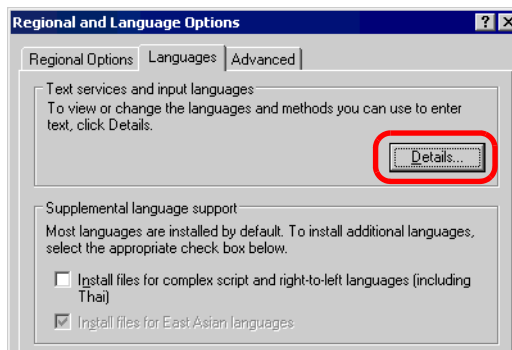 Regional and Language Options
Regional Options Languages Advanced
Text services and input languages
To view or change the languages and methods you can use to enter
text, click Details.
Details...
Supplemental language support
Most languages are installed by default. To install additional languages,
select the appropriate check box below.
Install files for complex script and right-to-left languages (including
Thai)
Install files for East Asian languages